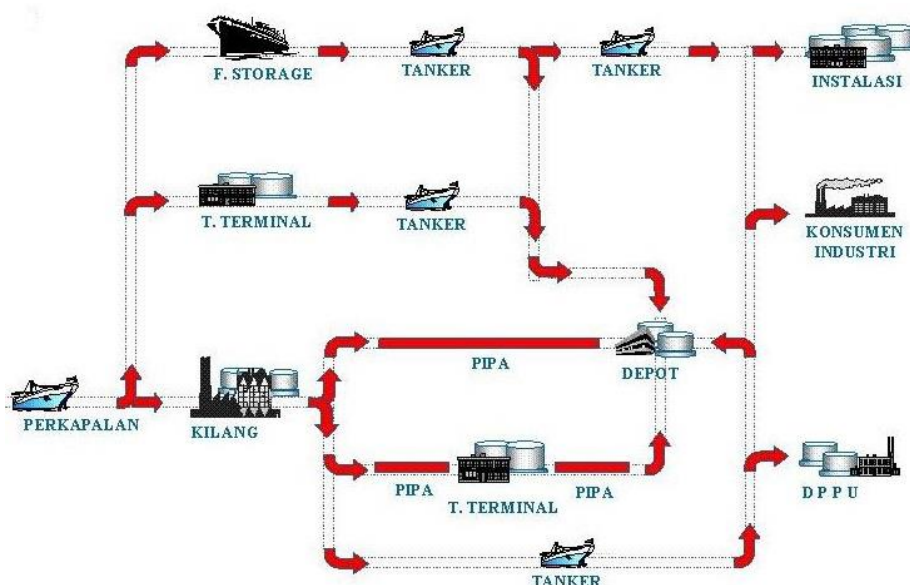 F. STORAGE
TANKER
TANKER
INSTALASI
T. TERMINAL
TANKER
KONSUMEN
INDUSTRI
PIPA
DEPOT
PERKAPALAN
KILANG
PIPA
T. TERMINAL
PIPA
D P P U
TANKER